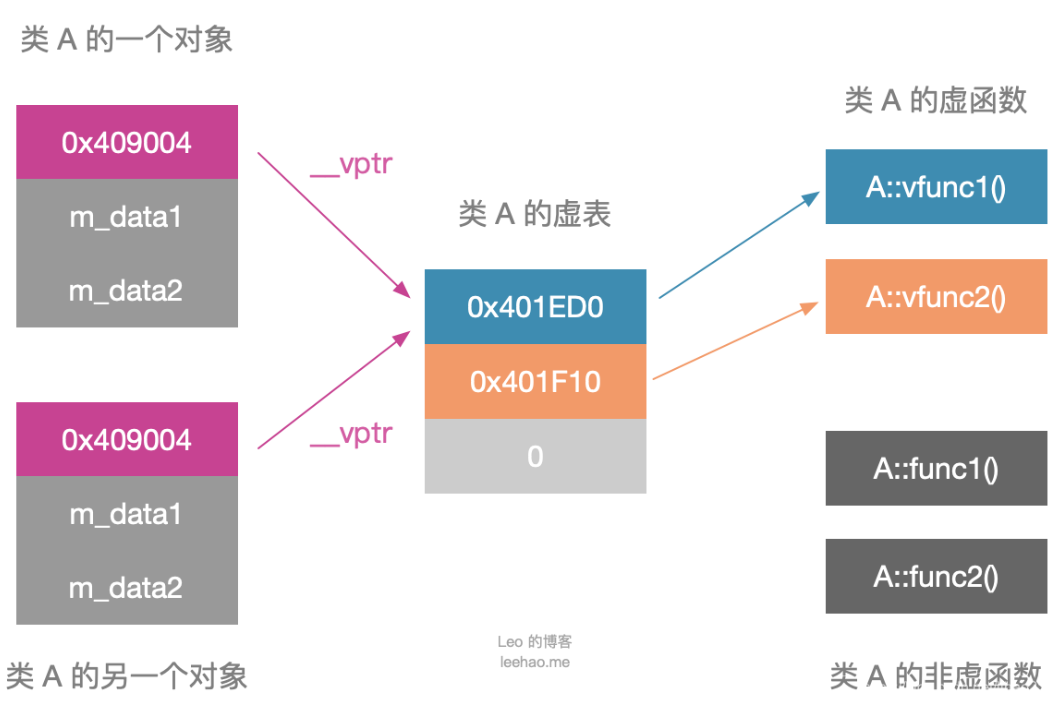 类 A 的一个对象
0x409004
m_data1
m_data2
__vptr
0x409004
m_data1
m_data2
类 A 的另一个对象
__vptr
类 A 的虚表
0x401ED0
0x401F10
0
类 A 的虚函数
A::vfunc1()
A::vfunc2()
A::func1()
A::func2()
类 A 的非虚函数
Leo 的博客
leehao.me